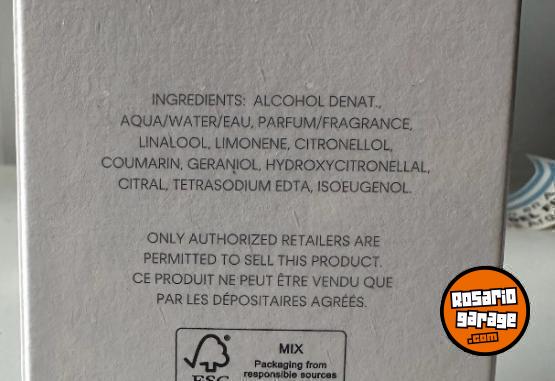 INGREDIENTS: ALCOHOL DENAT.,
AQUA/WATER/EAU, PARFUM/FRAGRANCE,
LINALOOL, LIMONENE, CITRONELLOL,
COUMARIN, GERANIOL, HYDROXYCITRONELLAL,
CITRAL, TETRASODIUM EDTA, ISOEUGENOL.
ONLY AUTHORIZED RETAILERS ARE
PERMITTED TO SELL THIS PRODUCT.
CE PRODUIT NE PEUT ÊTRE VENDU QUE
PAR LES DÉPOSITAIRES AGRÉÉS.
MIX
Packaging from
responsible sources
FSC
Rosario
garage
.com